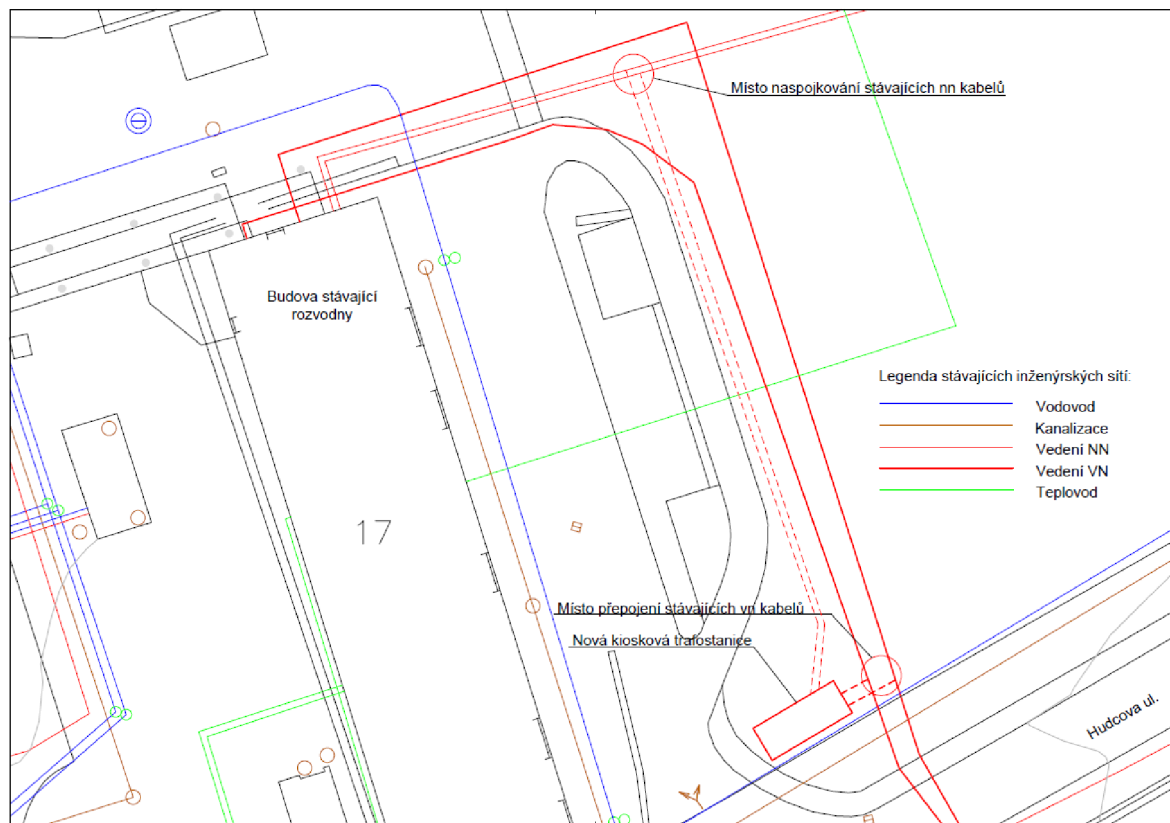 Místo naspojkování stávajících nn kabelů
Budova stávající
rozvodny
Legenda stávajících inženýrských sítí:
Vodovod
Kanalizace
Vedení NN
Vedení VN
Teplovod
17
Místo přepojení stávajících vn kabelů
Nová kiosková trafostanice
Hudcova ul.